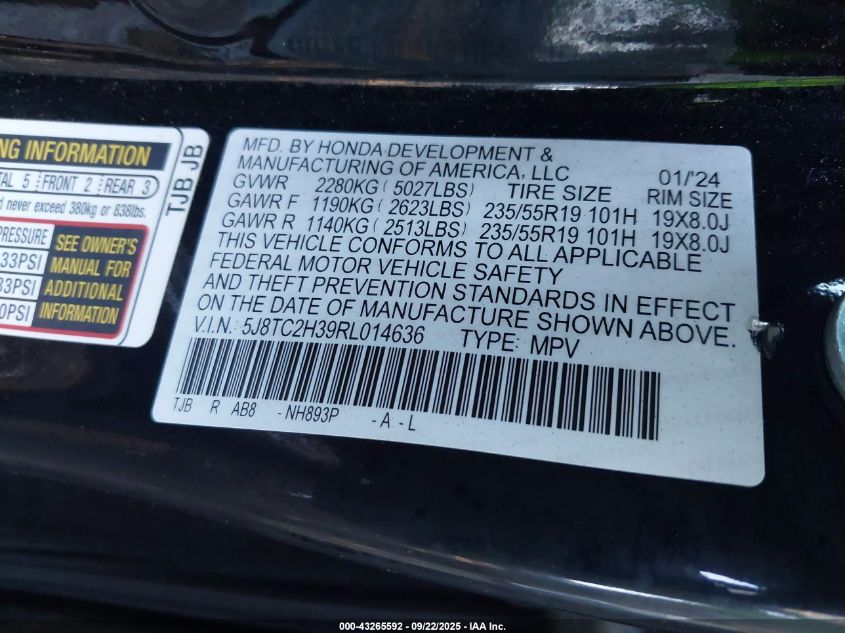 NG INFORMATION
TAL 5 FRONT 2 REAR 3
d never exceed 380kg or 838lbs.
PRESSURE
33PSI
33PSI
0PSI
SEE OWNER'S
MANUAL FOR
ADDITIONAL
INFORMATION
TJB JB
MFD. BY HONDA DEVELOPMENT &
MANUFACTURING OF AMERICA, LLC 01/'24
GVWR 2280KG (5027LBS) TIRE SIZE RIM SIZE
GAWR F 1190KG (2623LBS) 235/55R19 101H 19X8.0J
GAWR R 1140KG (2513LBS) 235/55R19 101H 19X8.0J
THIS VEHICLE CONFORMS TO ALL APPLICABLE
FEDERAL MOTOR VEHICLE SAFETY
AND THEFT PREVENTION STANDARDS IN EFFECT
ON THE DATE OF MANUFACTURE SHOWN ABOVE.
V.I.N.: 5J8TC2H39RL014636 TYPE: MPV
TJB R AB8 -NH893P -A-L
000-43265592 - 09/22/2025 - IAA Inc.